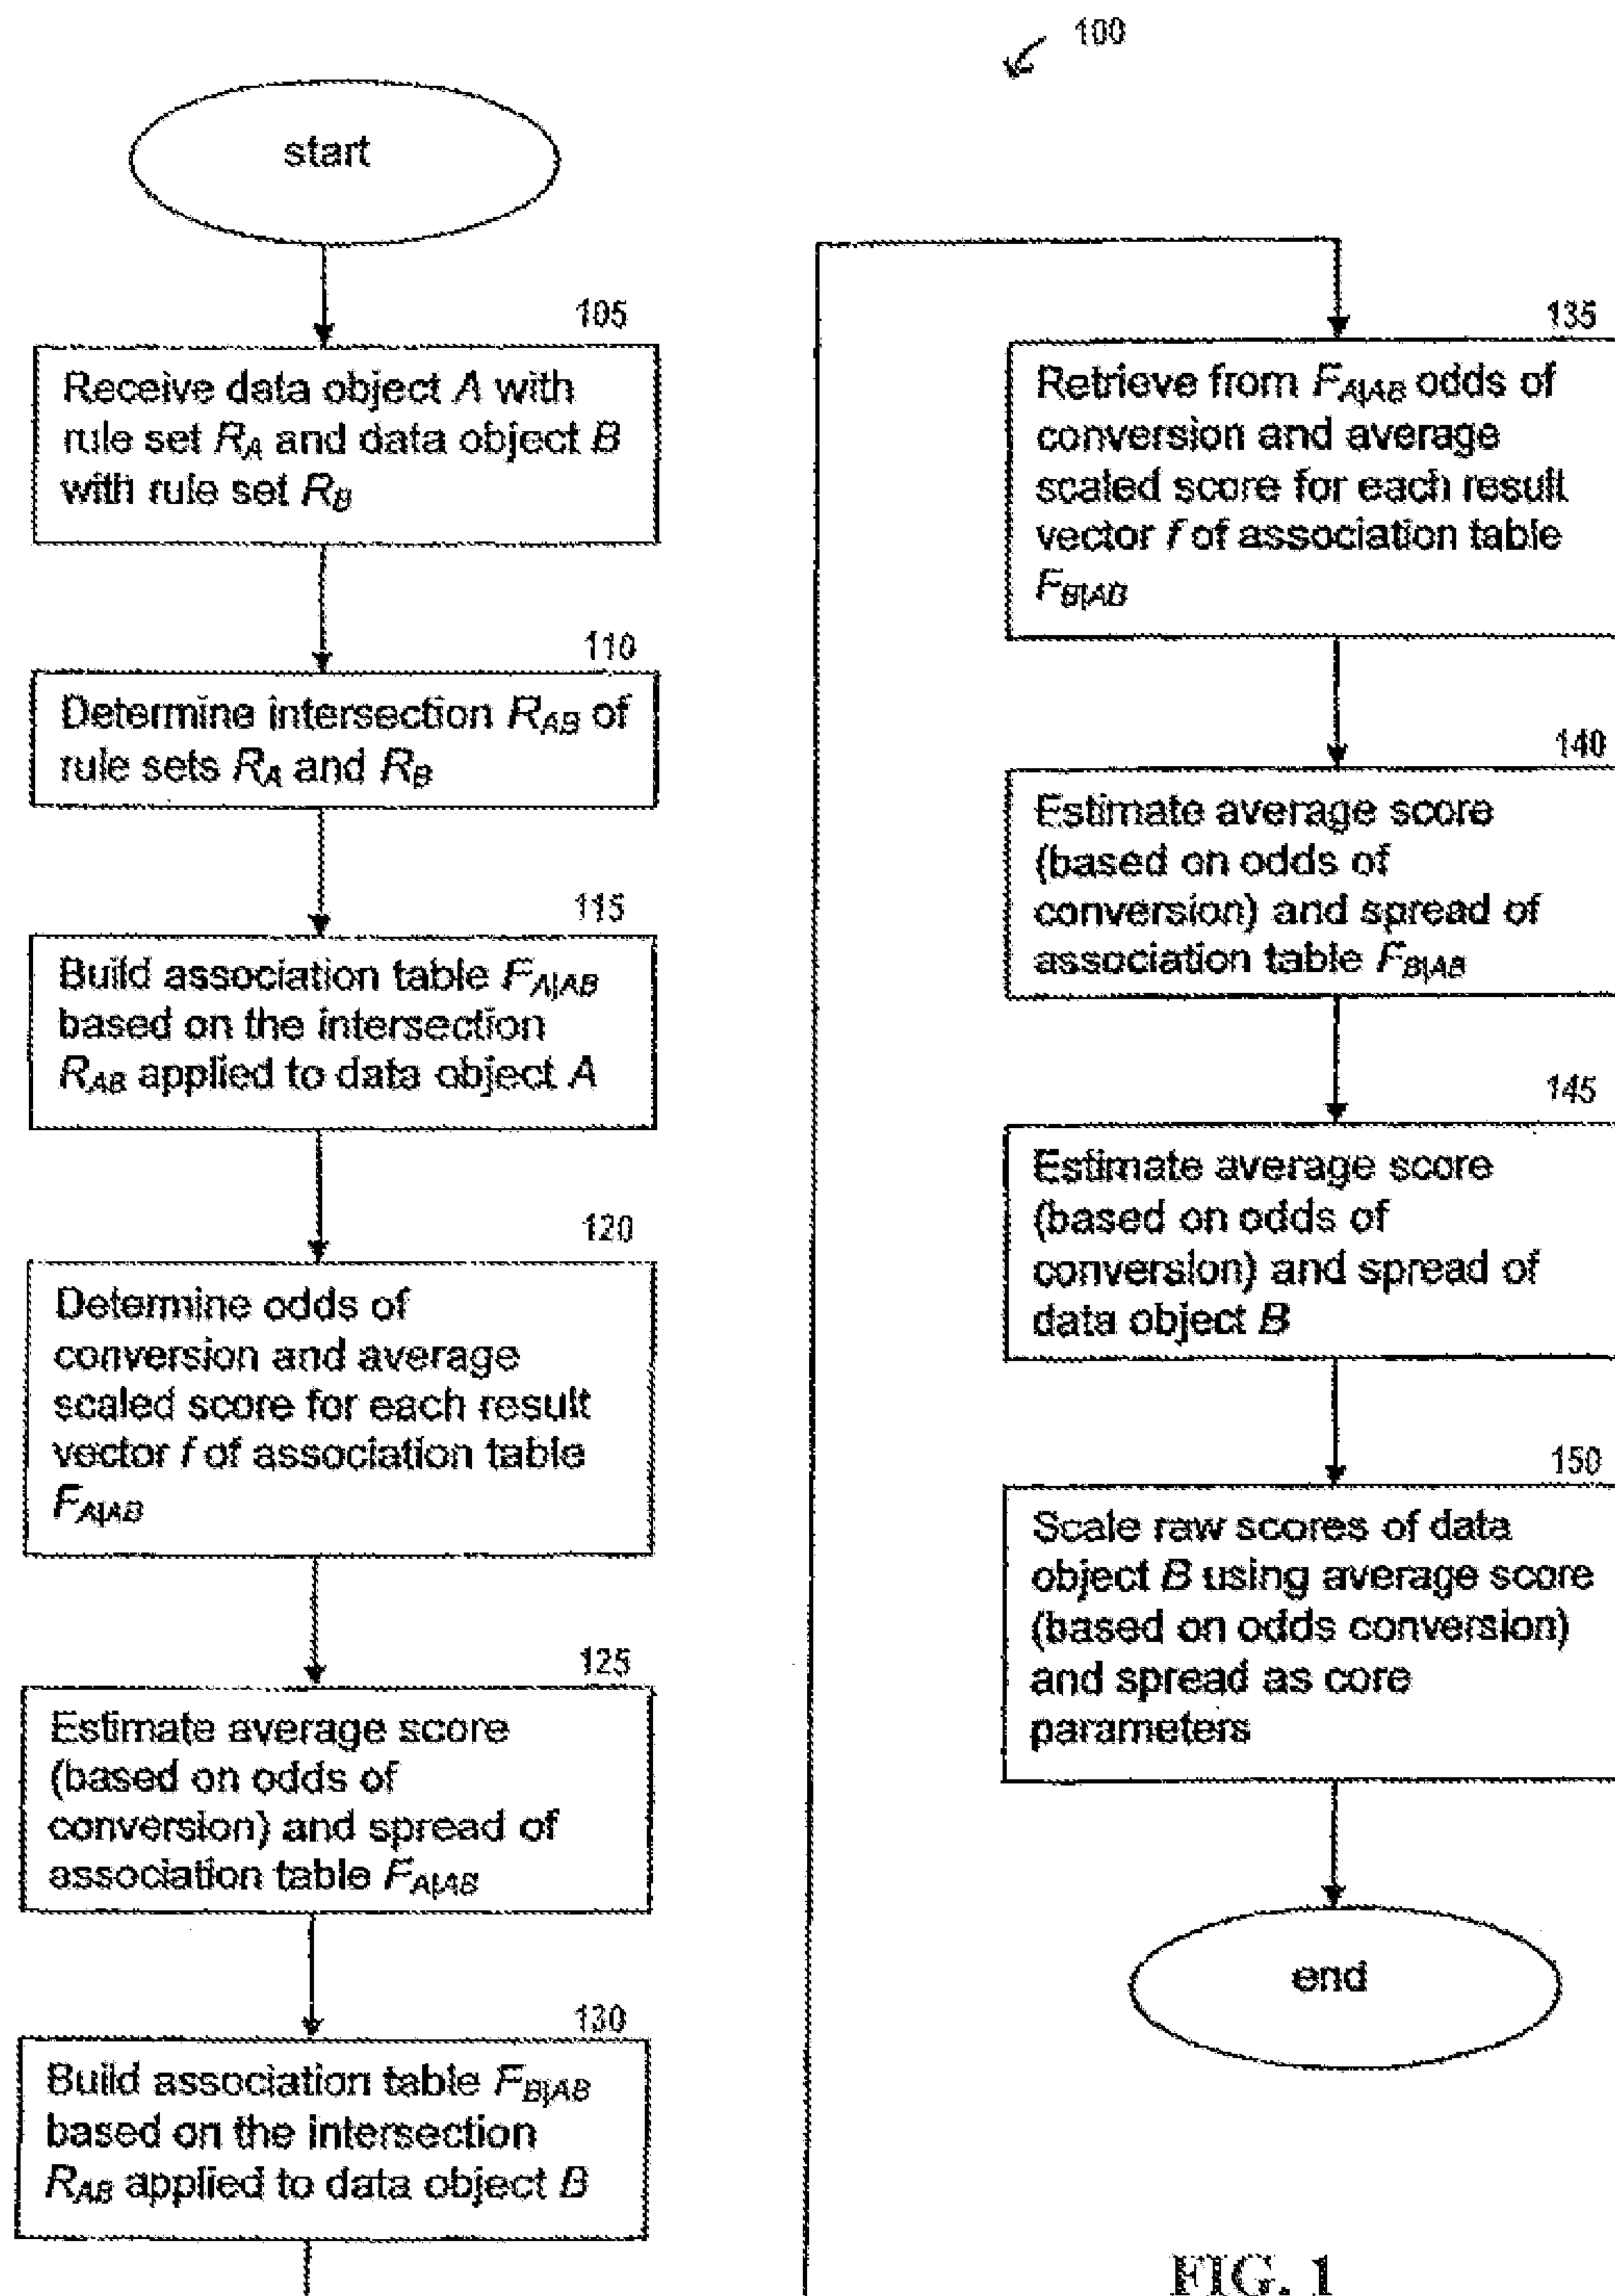 100
start
105
Receive data object A with
rule set RA and data object B
with rule set RB
110
Determine intersection RAB of
rule sets RA and RB
115
Build association table FA|AB
based on the intersection
RAB applied to data object A
120
Determine odds of
conversion and average
scaled score for each result
vector f of association table
FA|AB
125
Estimate average score
(based on odds of
conversion) and spread of
association table FA|AB
130
Build association table FB|AB
based on the intersection
RAB applied to data object B
135
Retrieve from FA|AB odds of
conversion and average
scaled score for each result
vector f of association table
FB|AB
140
Estimate average score
(based on odds of
conversion) and spread of
association table FB|AB
145
Estimate average score
(based on odds of
conversion) and spread of
data object B
150
Scale raw scores of data
object B using average score
(based on odds conversion)
and spread as core
parameters
end
FIG. 1